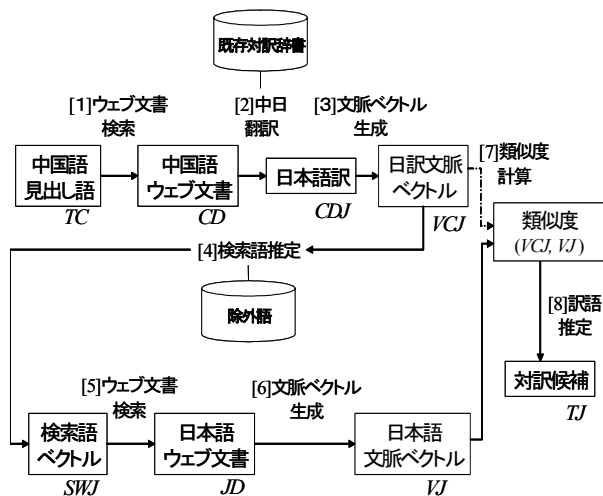 既存対訳辞書
[1]ウェブ文書
検索
[2]中日
翻訳
[3]文脈ベクトル
生成
中国語
見出し語
TC
中国語
ウェブ文書
CD
日本語訳
CDJ
日訳文脈
ベクトル
VCJ
[7]類似度
計算
類似度
(VCJ, VJ)
[4]検索語推定
除外語
[8]訳語
推定
対訳候補
TJ
[5]ウェブ文書
検索
[6]文脈ベクトル
生成
検索語
ベクトル
SWJ
日本語
ウェブ文書
JD
日本語
文脈ベクトル
VJ